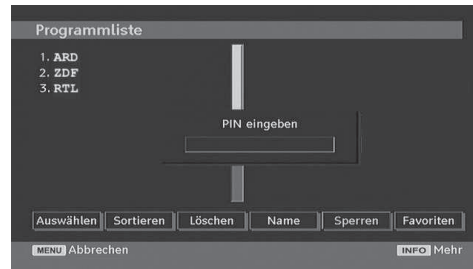 Programmliste
1. ARD
2. ZDF
3. RTL
PIN eingeben
Auswählen Sortieren Löschen Name Sperren Favoriten
MENU Abbrechen INFO Mehr